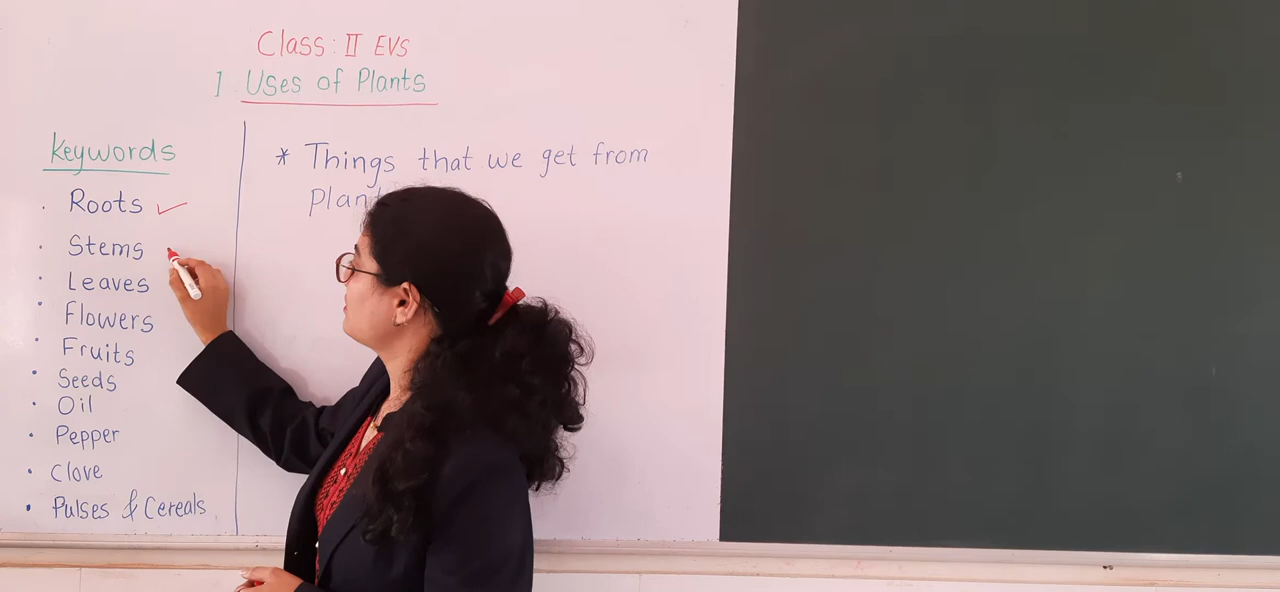 Class: II EVS
1. Uses of Plants
Keywords
· Roots ✓
· Stems
· Leaves
· Flowers
· Fruits
· Seeds
· Oil
· Pepper
· Clove
· Pulses & Cereals
* Things that we get from